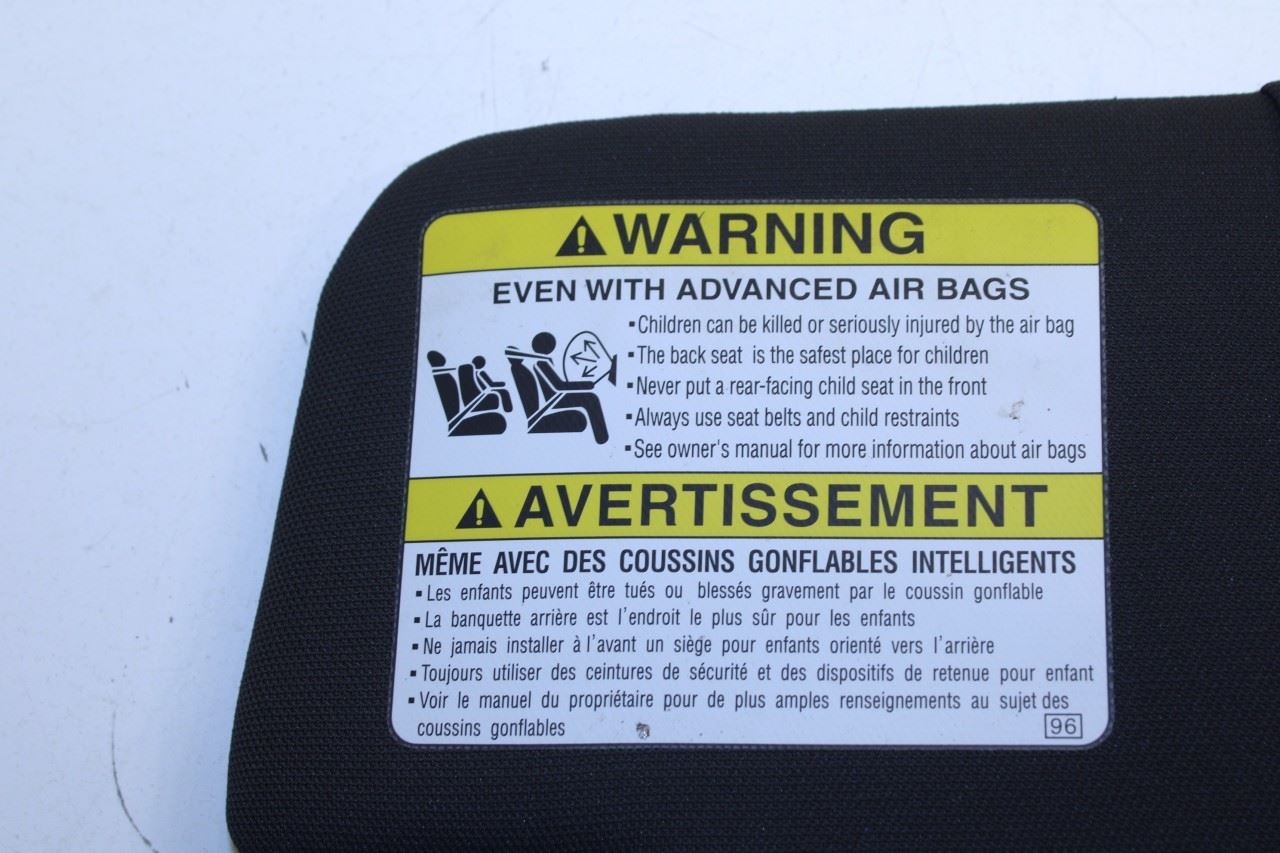 WARNING
EVEN WITH ADVANCED AIR BAGS
▪Children can be killed or seriously injured by the air bag
▪The back seat is the safest place for children
▪Never put a rear-facing child seat in the front
▪Always use seat belts and child restraints
▪See owner's manual for more information about air bags
AVERTISSEMENT
MÊME AVEC DES COUSSINS GONFLABLES INTELLIGENTS
▪ Les enfants peuvent être tués ou blessés gravement par le coussin gonflable
▪ La banquette arrière est l'endroit le plus sûr pour les enfants
▪ Ne jamais installer à l'avant un siège pour enfants orienté vers l'arrière
▪ Toujours utiliser des ceintures de sécurité et des dispositifs de retenue pour enfant
▪ Voir le manuel du propriétaire pour de plus amples renseignements au sujet des
coussins gonflables
96